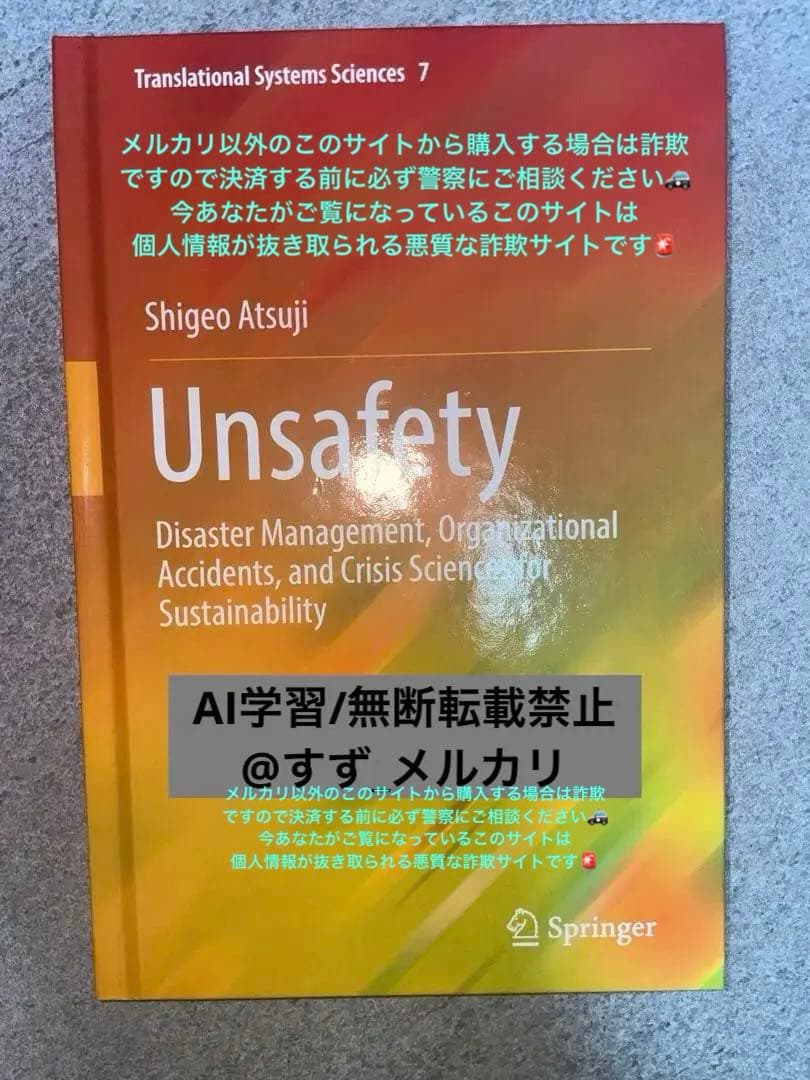 Translational Systems Sciences 7
メルカリ以外のこのサイトから購入する場合は詐欺
ですので決済する前に必ず警察にご相談ください🚓
今あなたがご覧になっているこのサイトは
個人情報が抜き取られる悪質な詐欺サイトです🚨
Shigeo Atsuji
Unsafety
Disaster Management, Organizational
Accidents, and Crisis Sciences for
Sustainability
AI学習/無断転載禁止
@すず_メルカリ
メルカリ以外のこのサイトから購入する場合は詐欺
ですので決済する前に必ず警察にご相談ください🚓
今あなたがご覧になっているこのサイトは
個人情報が抜き取られる悪質な詐欺サイトです🚨
Springer